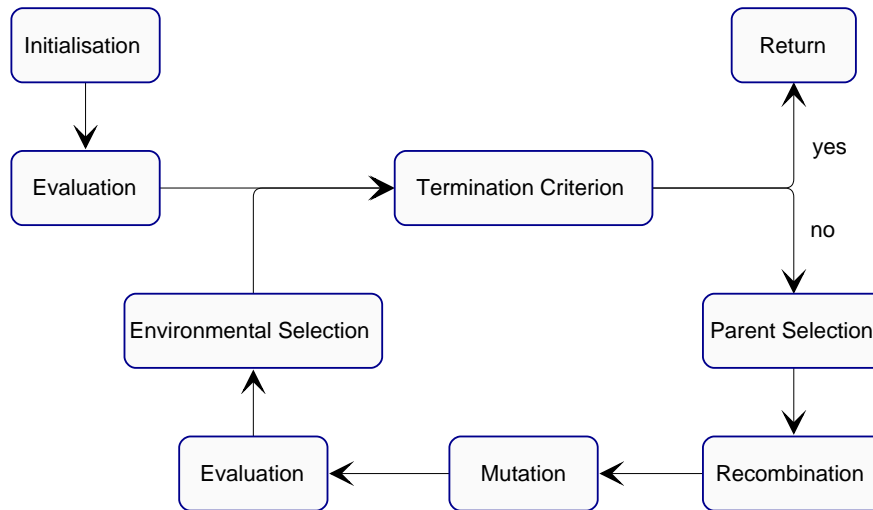 Initialisation
Return
yes
Evaluation
Termination Criterion
no
Environmental Selection
Parent Selection
Evaluation
Mutation
Recombination